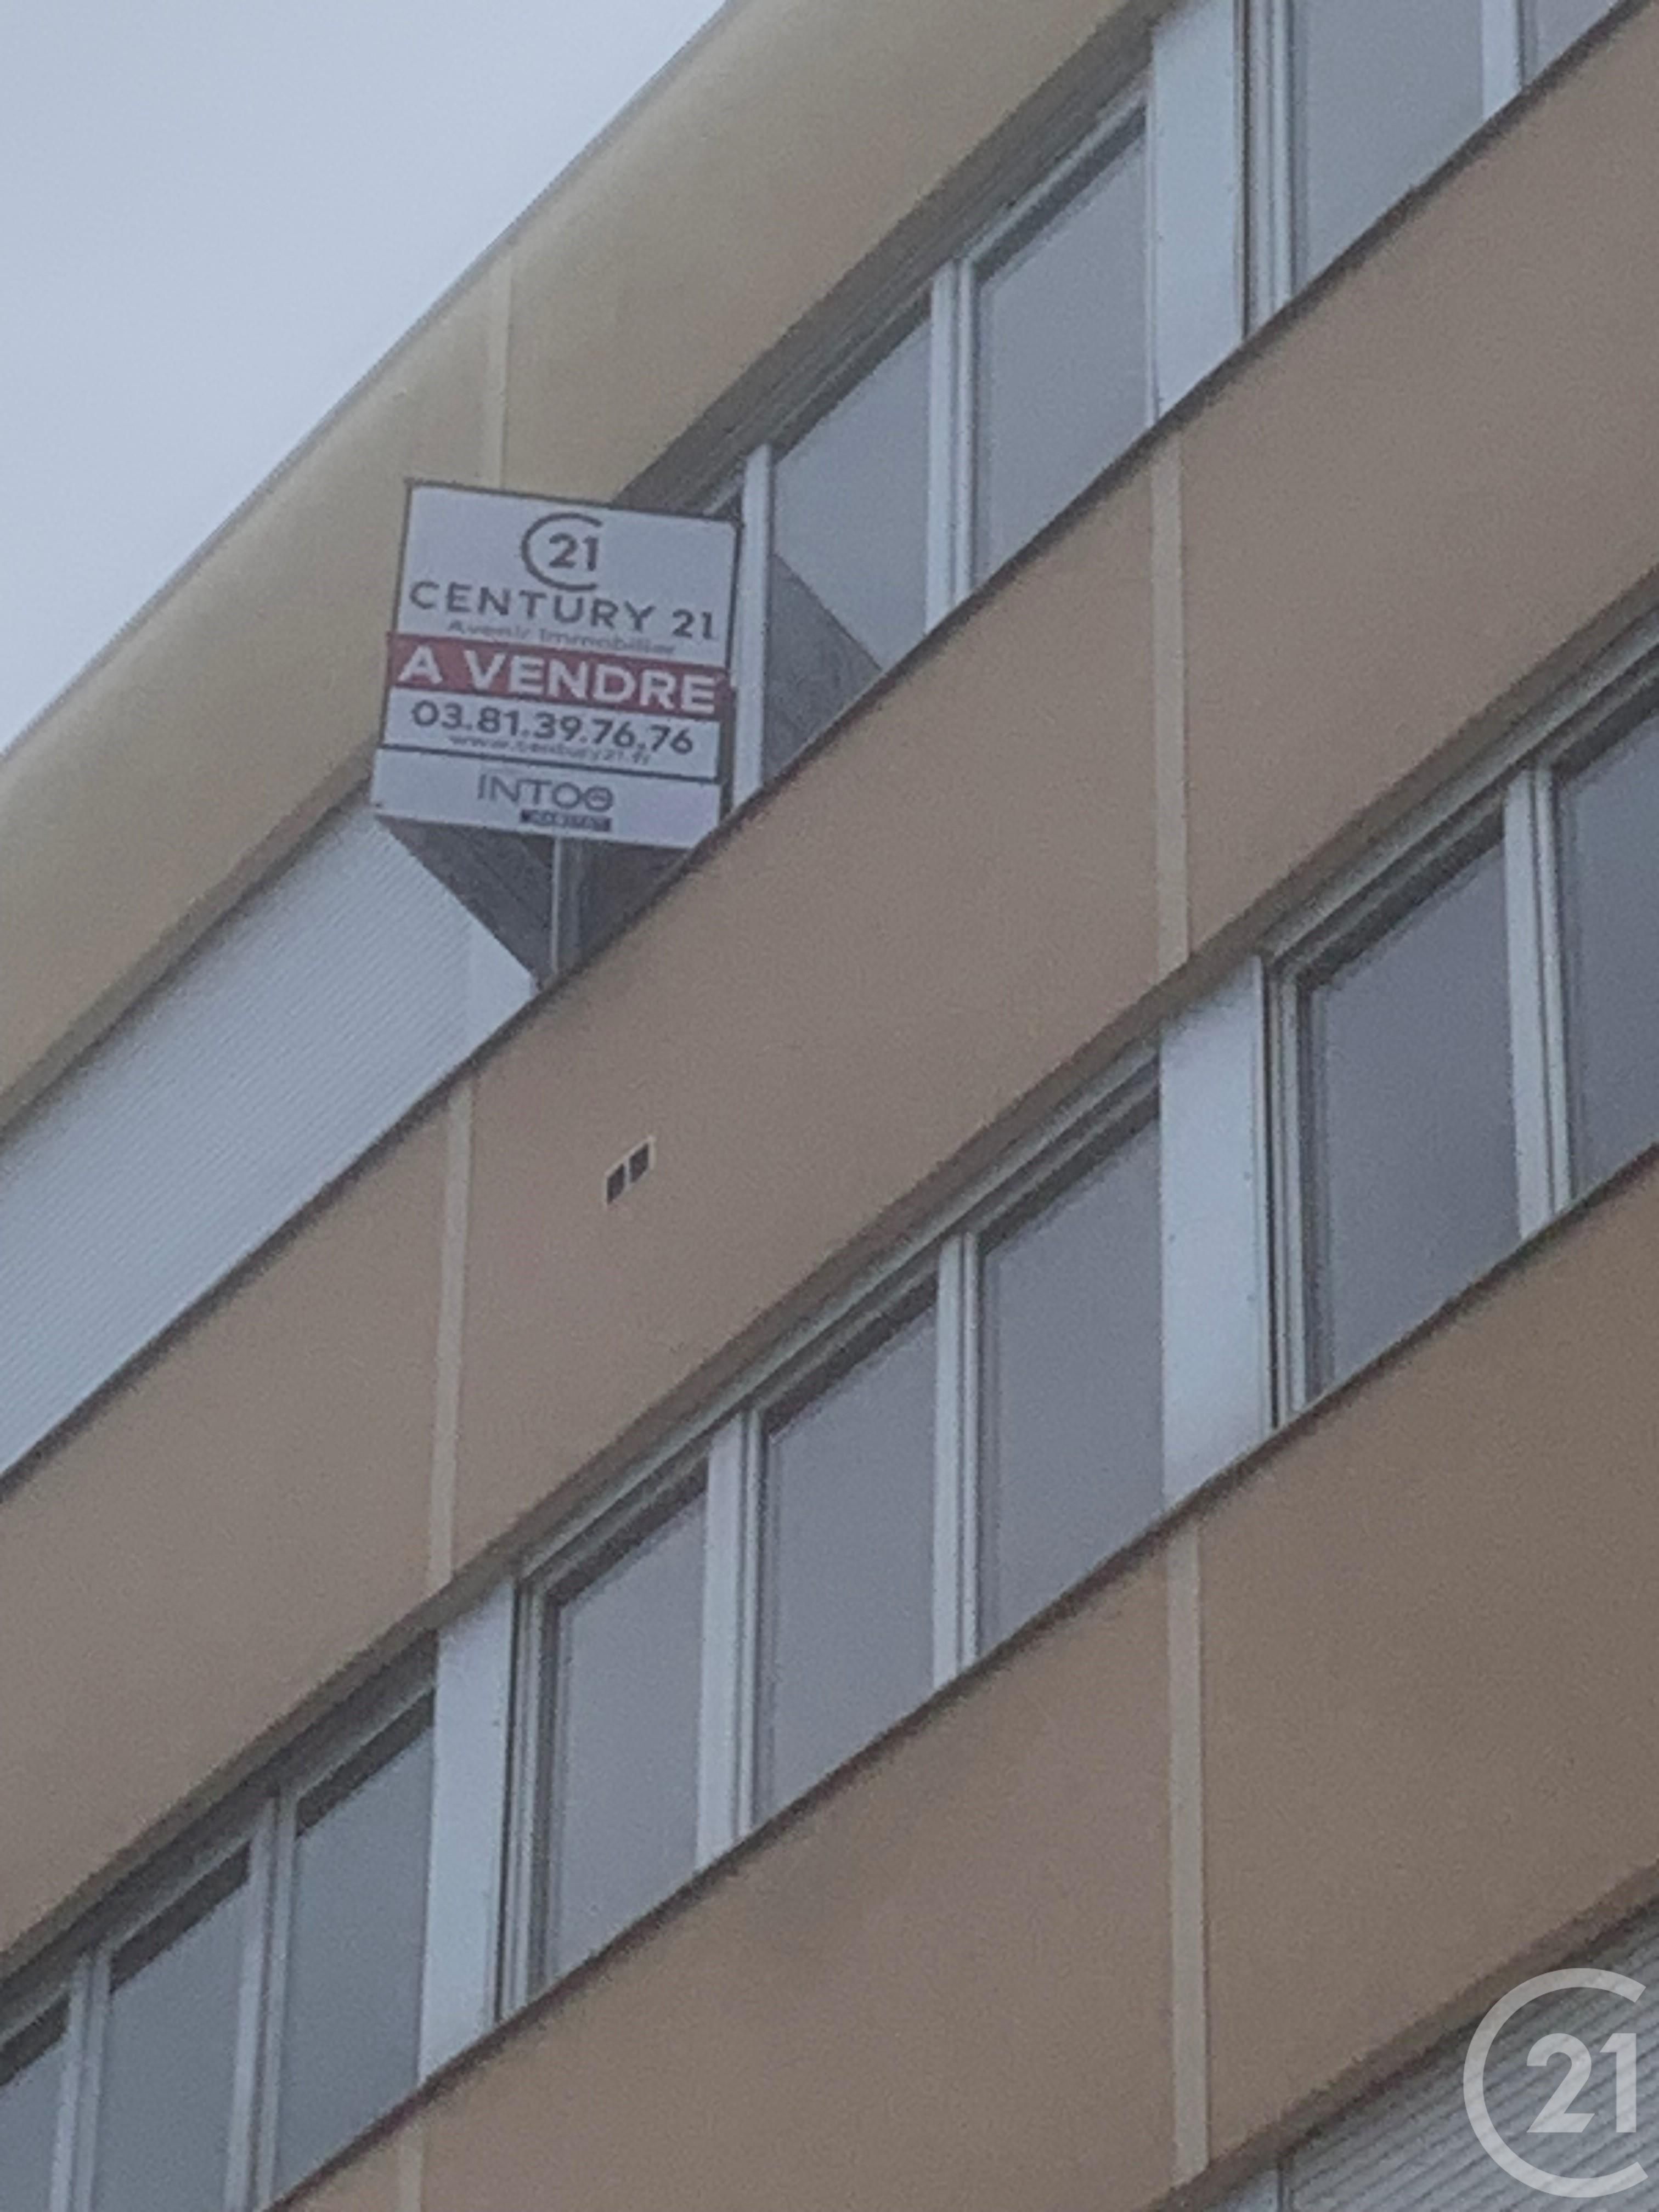 21
CENTURY 21
Avenir Immobilier
A VENDRE
03.81.39.76.76
www.century21.fr
INTOO
21